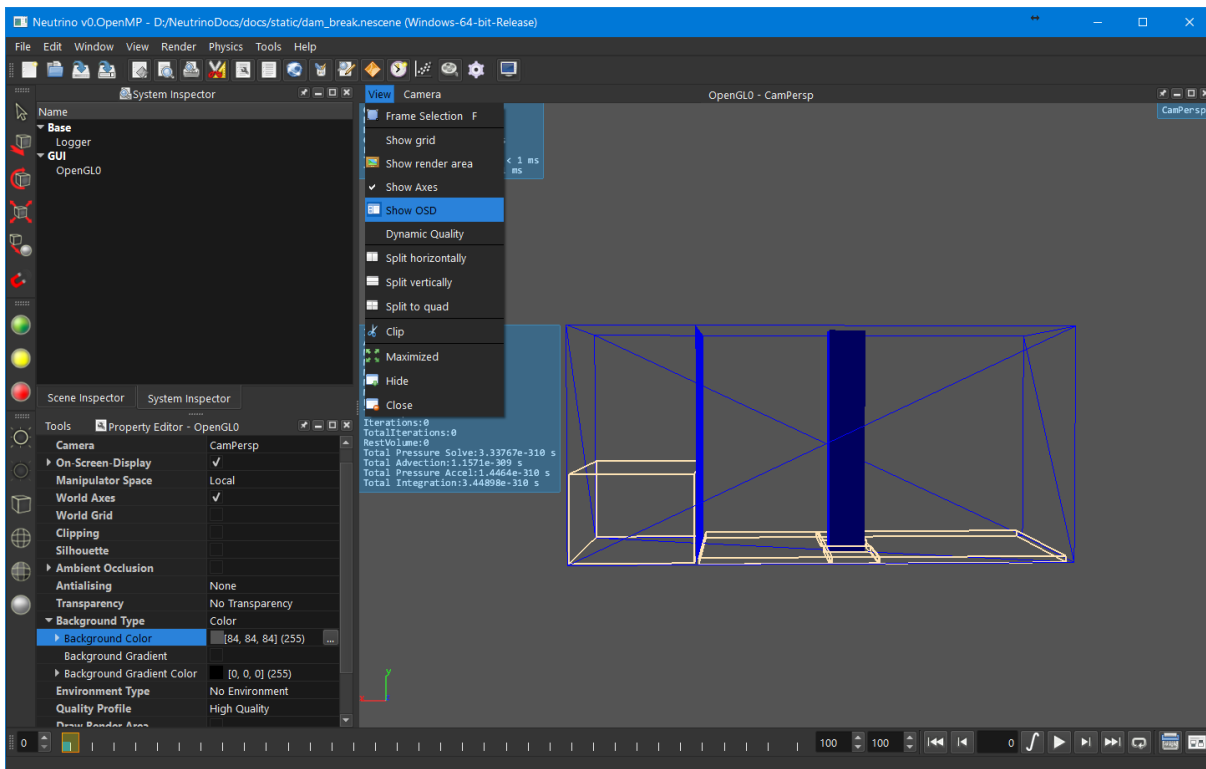 Neutrino v0.OpenMP - D:/NeutrinoDocs/docs/static/dam_break.nescene (Windows-64-bit-Release)
File Edit Window View Render Physics Tools Help
System Inspector
Name
Base
Logger
GUI
OpenGL0
Scene Inspector System Inspector
View Camera
OpenGL0 - CamPersp
CamPersp
Frame Selection F
Show grid
< 1 ms
Show render area
ms
Show Axes
Show OSD
Dynamic Quality
Split horizontally
Split vertically
Split to quad
Clip
Maximized
Hide
Close
Iterations:0
TotalIterations:0
RestVolume:0
Total Pressure Solve:3.33767e-310 s
Total Advection:1.1571e-309 s
Total Pressure Accel:1.4464e-310 s
Total Integration:3.44898e-310 s
Tools Property Editor - OpenGL0
Camera CamPersp
On-Screen-Display
Manipulator Space Local
World Axes
World Grid
Clipping
Silhouette
Ambient Occlusion
Antialising None
Transparency No Transparency
Background Type Color
Background Color [84, 84, 84] (255) ...
Background Gradient
Background Gradient Color [0, 0, 0] (255)
Environment Type No Environment
Quality Profile High Quality
Draw Render Area
y
0 100 100 0